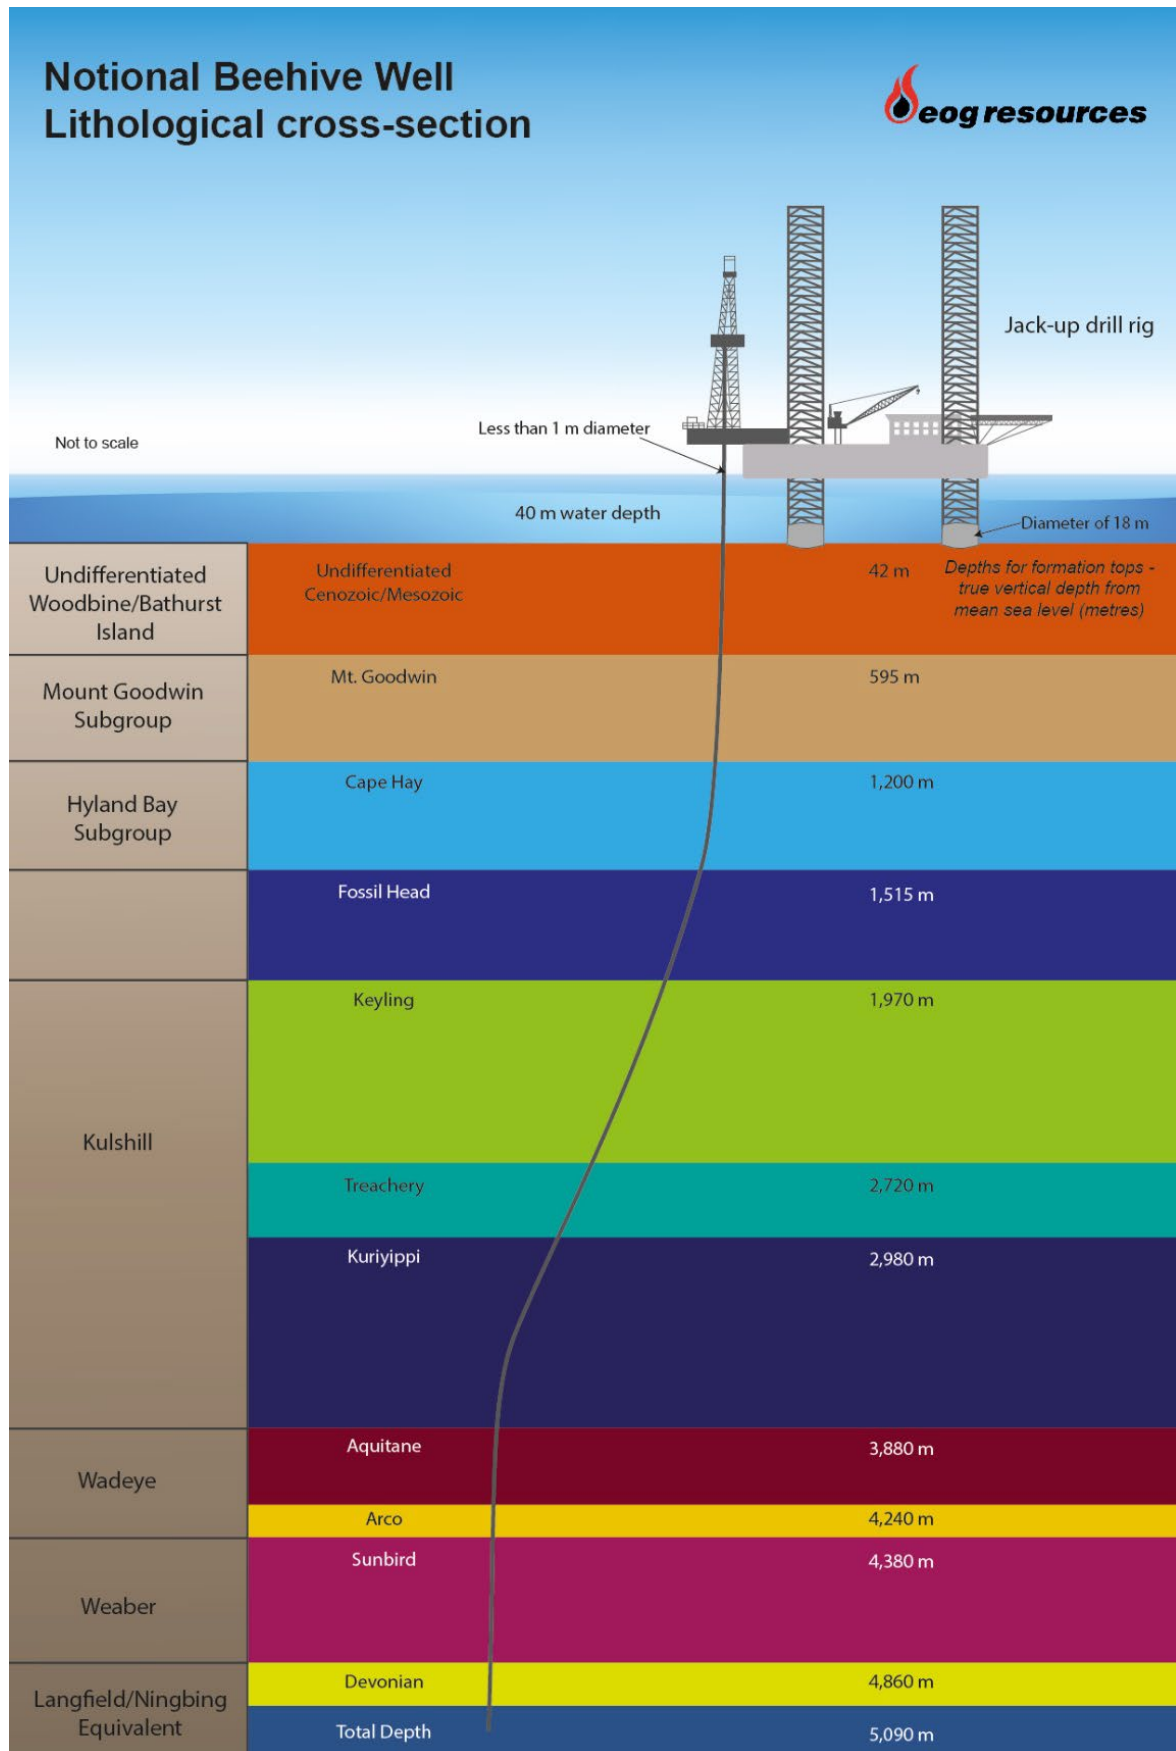 Notional Beehive Well
Lithological cross-section
eog resources
Jack-up drill rig
Less than 1 m diameter
Not to scale
40 m water depth
Diameter of 18 m
Undifferentiated
Woodbine/Bathurst
Island
Undifferentiated
Cenozoic/Mesozoic
42 m
Depths for formation tops -
true vertical depth from
mean sea level (metres)
Mount Goodwin
Subgroup
Mt. Goodwin
595 m
Hyland Bay
Subgroup
Cape Hay
1,200 m
Fossil Head
1,515 m
Kulshill
Keyling
1,970 m
Treachery
2,720 m
Kuriyippi
2,980 m
Wadeye
Aquitane
3,880 m
Arco
4,240 m
Weaber
Sunbird
4,380 m
Langfield/Ningbing
Equivalent
Devonian
4,860 m
Total Depth
5,090 m